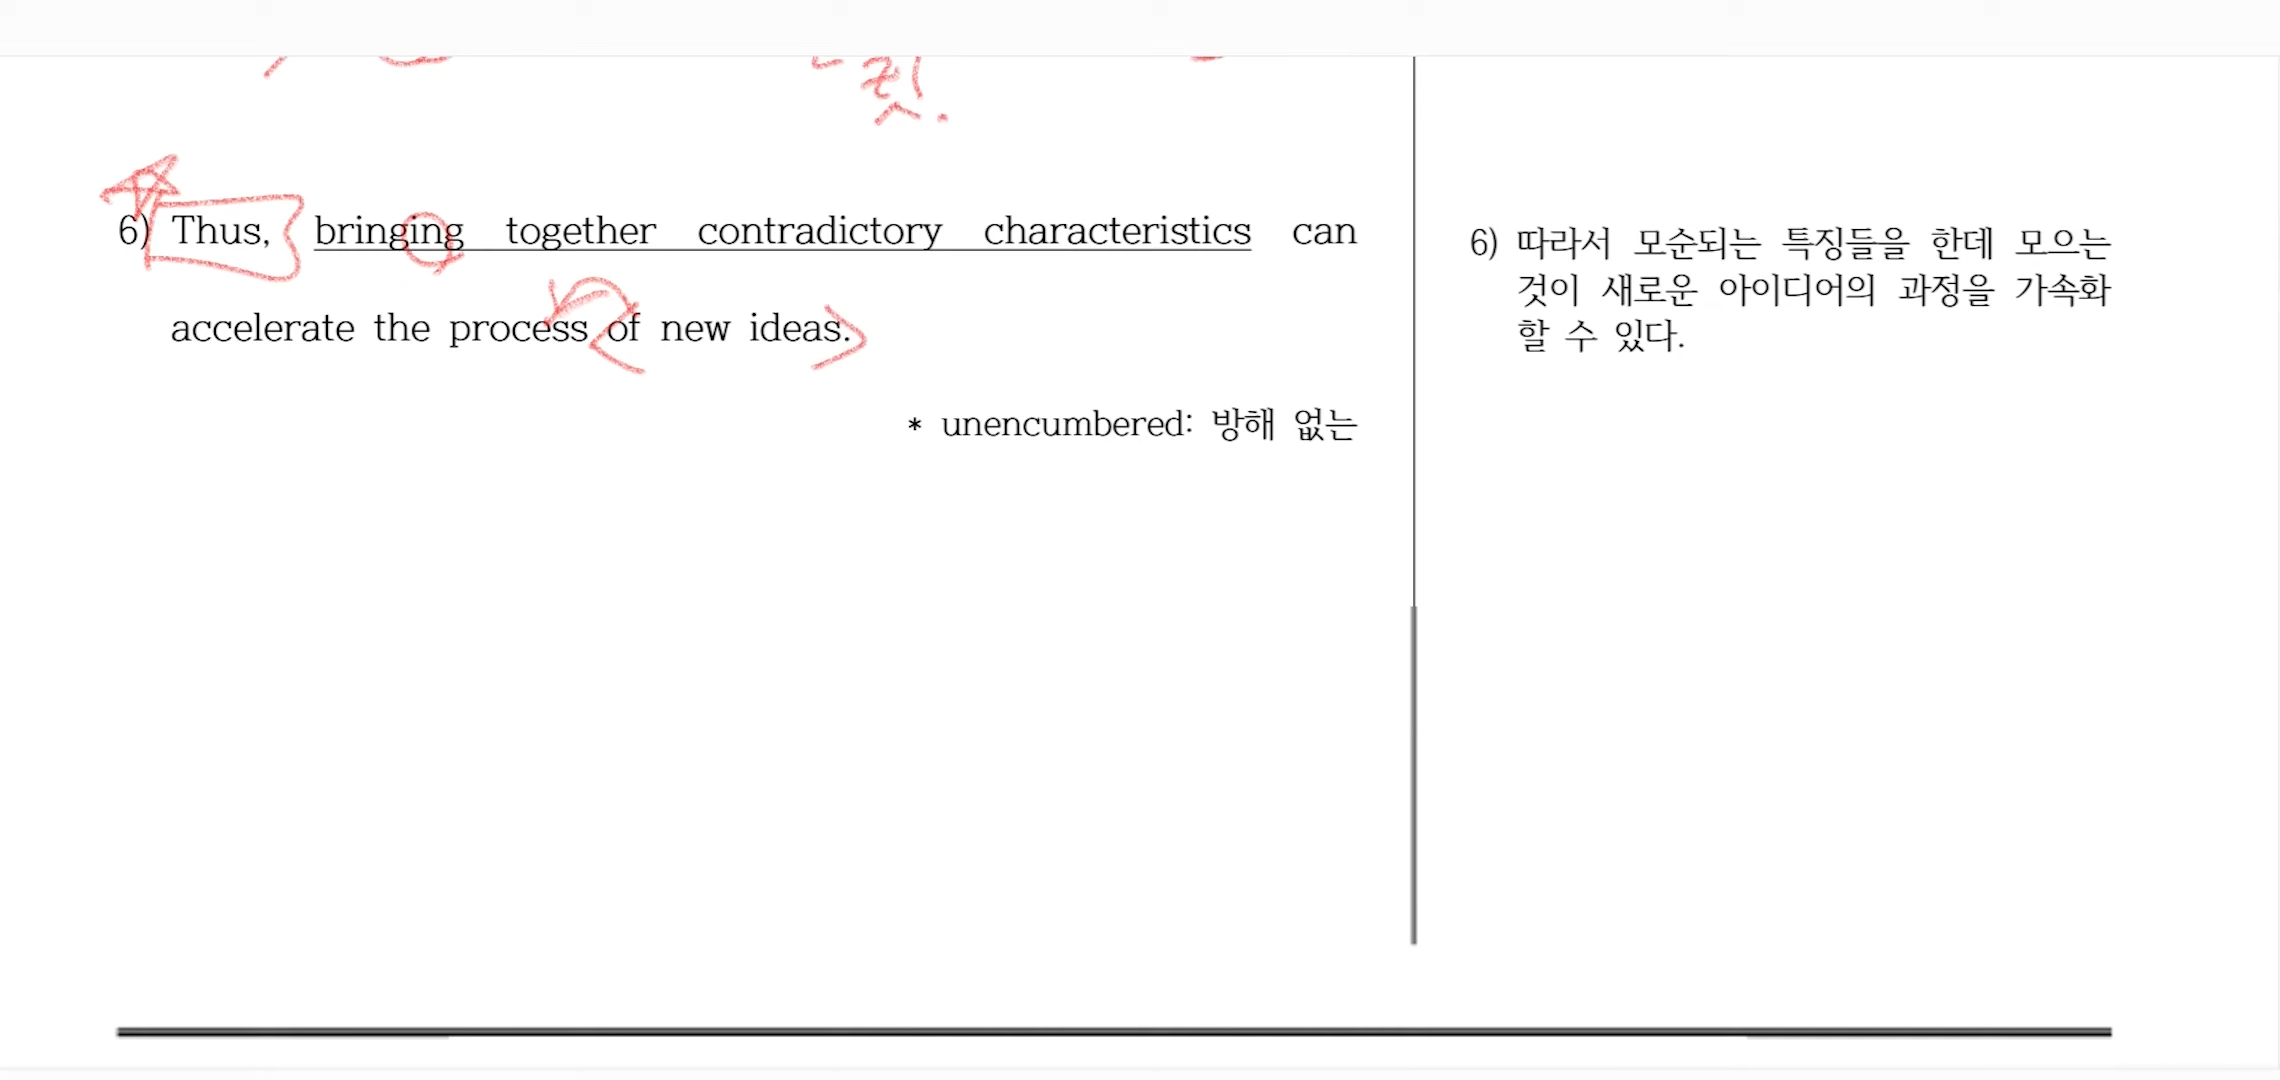 6) Thus, bringing together contradictory characteristics can
accelerate the process of new ideas.
* unencumbered: 방해 없는
6) 따라서 모순되는 특징들을 한데 모으는
것이 새로운 아이디어의 과정을 가속화
할 수 있다.